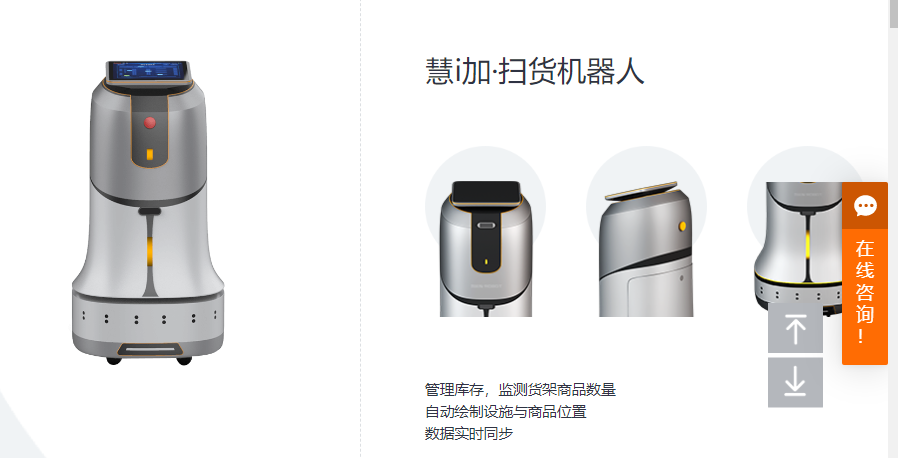 慧i加·扫货机器人
管理库存，监测货架商品数量
自动绘制设施与商品位置
数据实时同步
在线咨询！